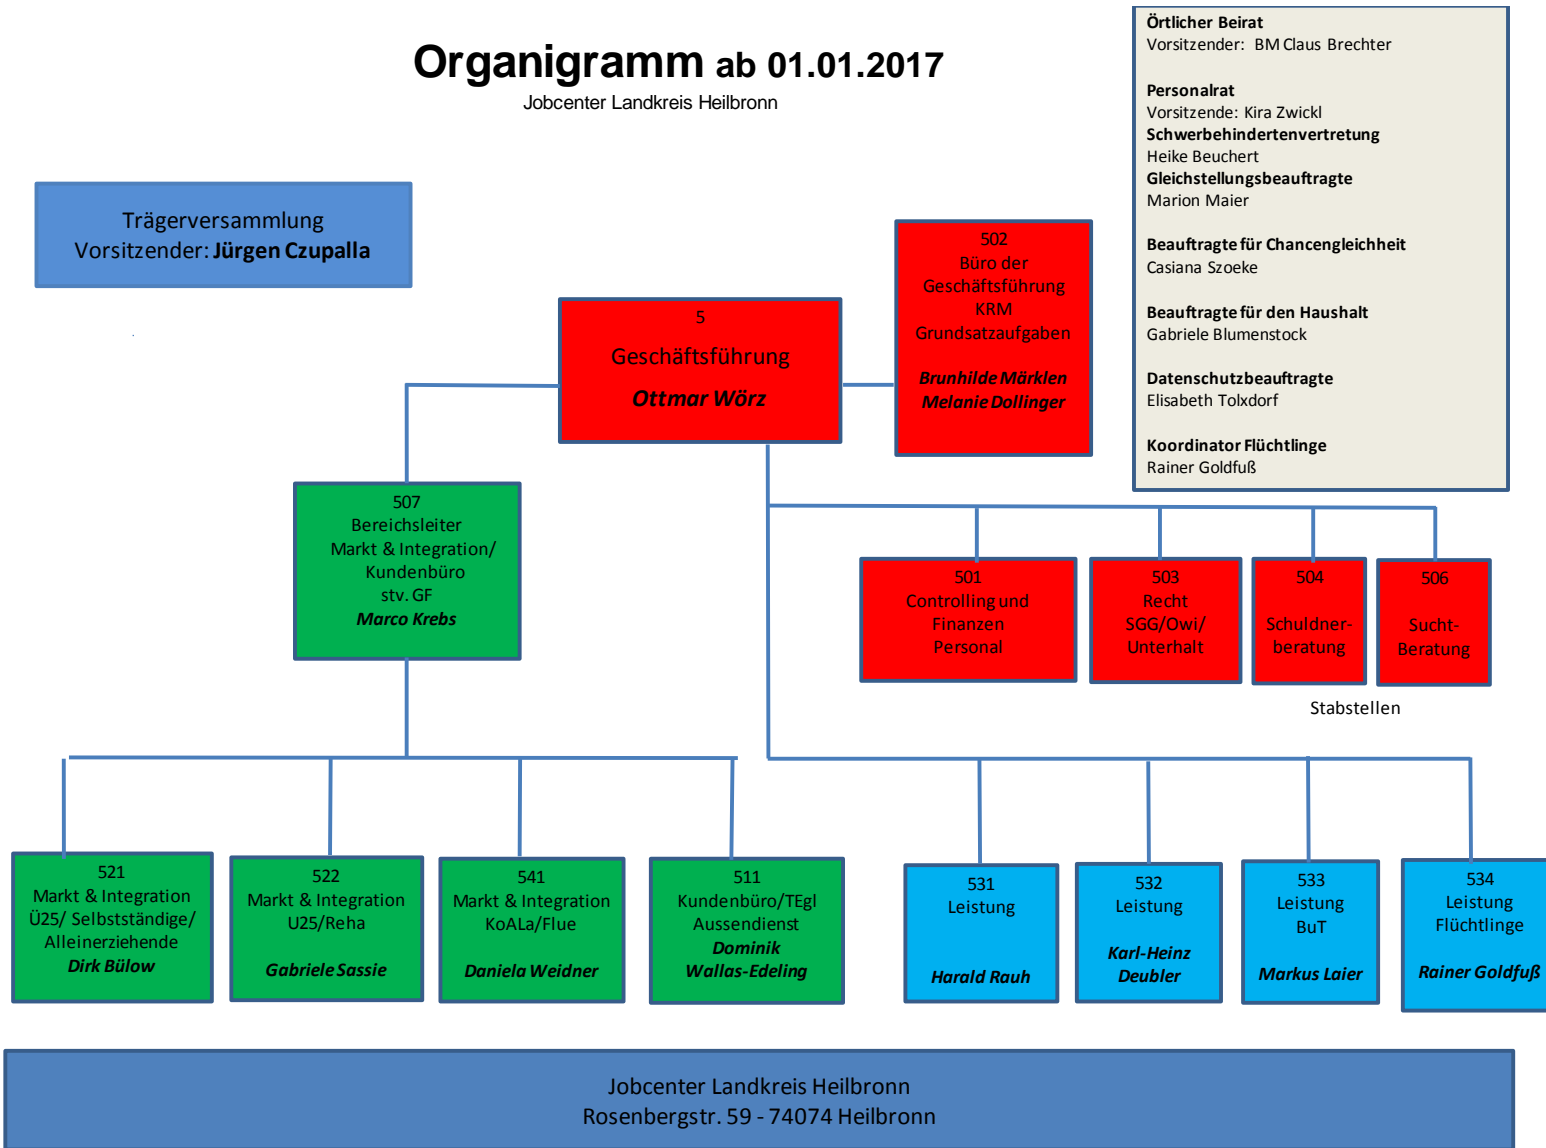 Organigramm ab 01.01.2017
Jobcenter Landkreis Heilbronn
Örtlicher Beirat
Vorsitzender: BM Claus Brechter
Personalrat
Vorsitzende: Kira Zwickl
Schwerbehindertenvertretung
Heike Beuchert
Gleichstellungsbeauftragte
Marion Maier
Beauftragte für Chancengleichheit
Casiana Szoeke
Beauftragte für den Haushalt
Gabriele Blumenstock
Datenschutzbeauftragte
Elisabeth Tolxdorf
Koordinator Flüchtlinge
Rainer Goldfuß
Trägerversammlung
Vorsitzender: Jürgen Czupalla
502
Büro der
Geschäftsführung
KRM
Grundsatzaufgaben
Brunhilde Märklen
Melanie Dollinger
5
Geschäftsführung
Ottmar Wörz
507
Bereichsleiter
Markt & Integration/
Kundenbüro
stv. GF
Marco Krebs
501
Controlling und
Finanzen
Personal
503
Recht
SGG/Owi/
Unterhalt
504
Schuldner-
beratung
506
Sucht-
Beratung
Stabstellen
521
Markt & Integration
Ü25/ Selbstständige/
Alleinerziehende
Dirk Bülow
522
Markt & Integration
U25/Reha
Gabriele Sassie
541
Markt & Integration
KoALa/Flue
Daniela Weidner
511
Kundenbüro/TEgl
Aussendienst
Dominik
Wallas-Edeling
531
Leistung
Harald Rauh
532
Leistung
Karl-Heinz
Deubler
533
Leistung
BuT
Markus Laier
534
Leistung
Flüchtlinge
Rainer Goldfuß
Jobcenter Landkreis Heilbronn
Rosenbergstr. 59 - 74074 Heilbronn